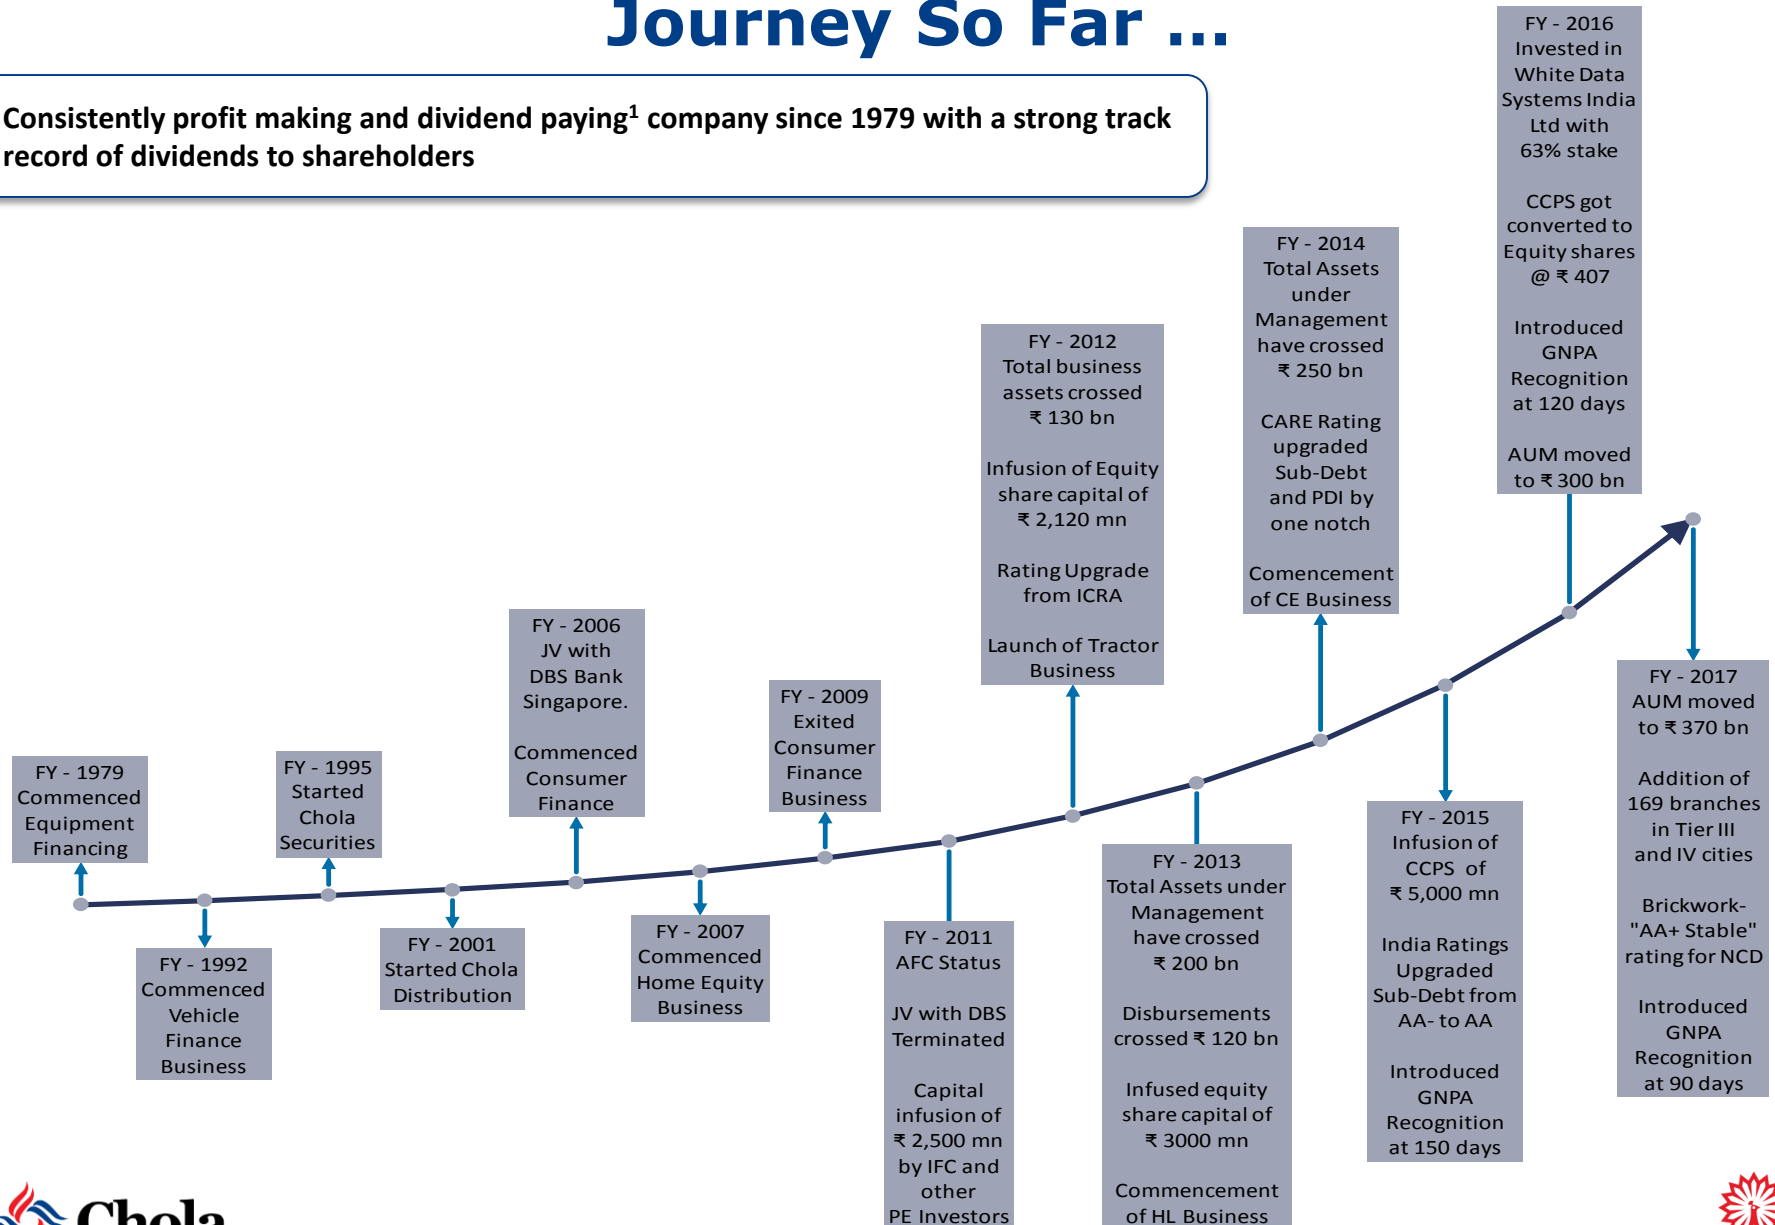 Journey So Far ...
Consistently profit making and dividend paying1 company since 1979 with a strong track
record of dividends to shareholders
FY - 1979
Commenced
Equipment
Financing
FY - 1992
Commenced
Vehicle
Finance
Business
FY - 1995
Started
Chola
Securities
FY - 2001
Started Chola
Distribution
FY - 2006
JV with
DBS Bank
Singapore.
Commenced
Consumer
Finance
FY - 2007
Commenced
Home Equity
Business
FY - 2009
Exited
Consumer
Finance
Business
FY - 2011
AFC Status
JV with DBS
Terminated
Capital
infusion of
₹ 2,500 mn
by IFC and
other
PE Investors
FY - 2012
Total business
assets crossed
₹ 130 bn
Infusion of Equity
share capital of
₹ 2,120 mn
Rating Upgrade
from ICRA
Launch of Tractor
Business
FY - 2013
Total Assets under
Management
have crossed
₹ 200 bn
Disbursements
crossed ₹ 120 bn
Infused equity
share capital of
₹ 3000 mn
Commencement
of HL Business
FY - 2014
Total Assets
under
Management
have crossed
₹ 250 bn
CARE Rating
upgraded
Sub-Debt
and PDI by
one notch
Comencement
of CE Business
FY - 2015
Infusion of
CCPS of
₹ 5,000 mn
India Ratings
Upgraded
Sub-Debt from
AA- to AA
Introduced
GNPA
Recognition
at 150 days
FY - 2016
Invested in
White Data
Systems India
Ltd with
63% stake
CCPS got
converted to
Equity shares
@ ₹ 407
Introduced
GNPA
Recognition
at 120 days
AUM moved
to ₹ 300 bn
FY - 2017
AUM moved
to ₹ 370 bn
Addition of
169 branches
in Tier III
and IV cities
Brickwork-
"AA+ Stable"
rating for NCD
Introduced
GNPA
Recognition
at 90 days
Chola